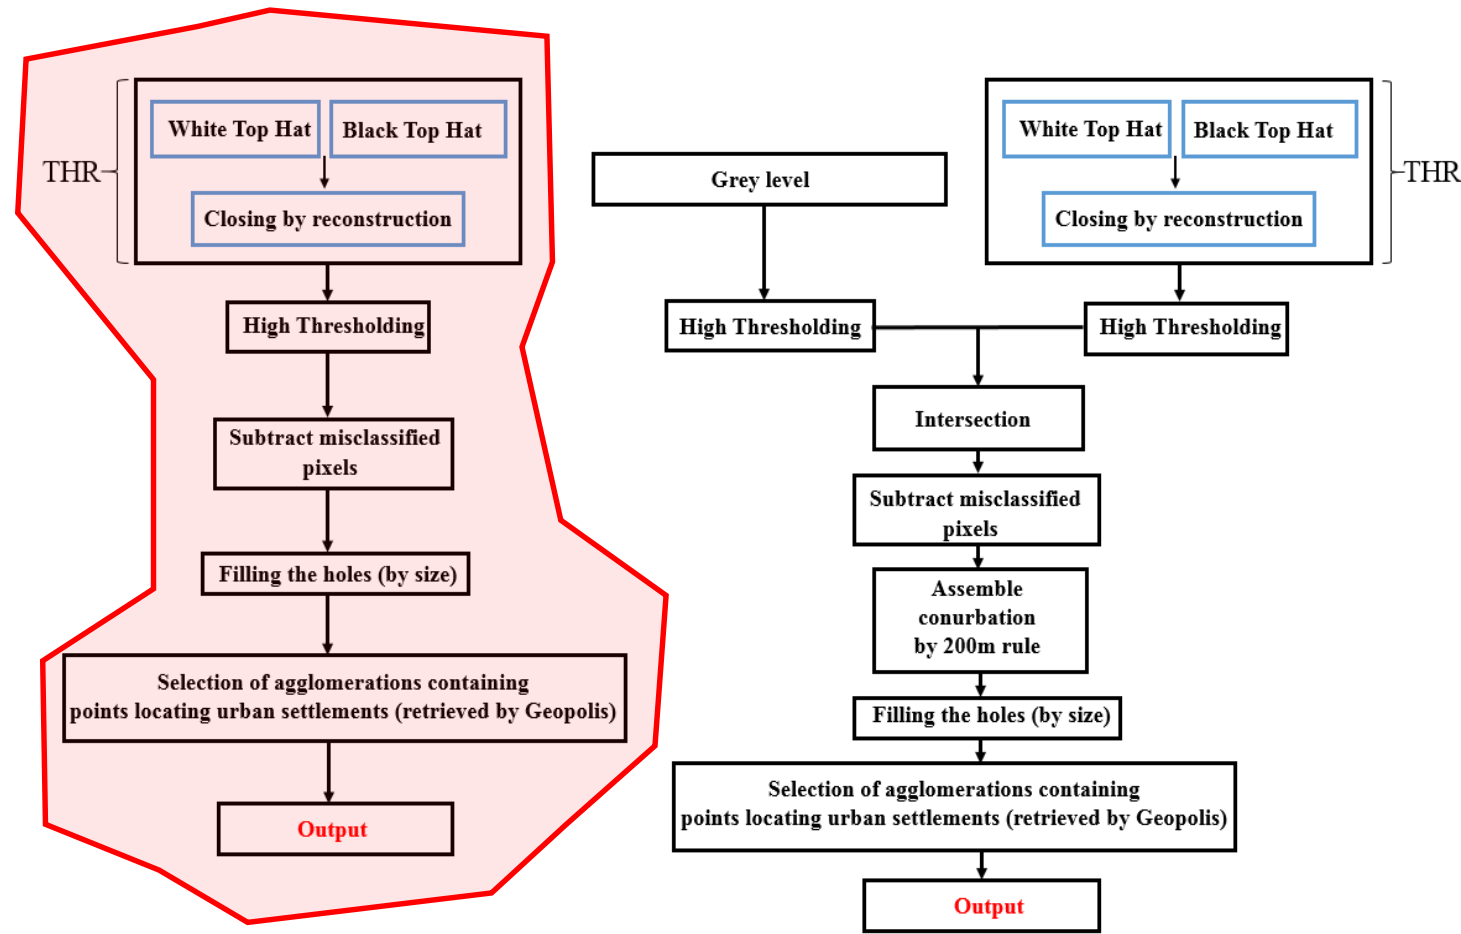 THR
White Top Hat
Black Top Hat
Closing by reconstruction
High Thresholding
Subtract misclassified
pixels
Filling the holes (by size)
Selection of agglomerations containing
points locating urban settlements (retrieved by Geopolis)
Output
Grey level
High Thresholding
White Top Hat
Black Top Hat
Closing by reconstruction
THR
High Thresholding
Intersection
Subtract misclassified
pixels
Assemble
conurbation
by 200m rule
Filling the holes (by size)
Selection of agglomerations containing
points locating urban settlements (retrieved by Geopolis)
Output